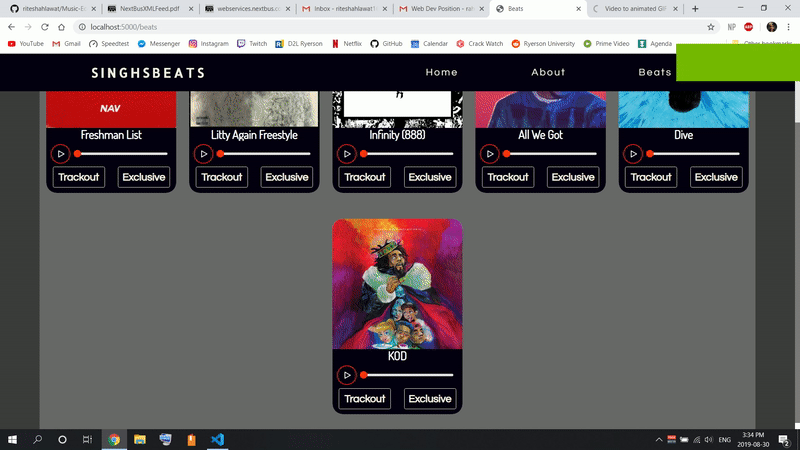 riteshahlawat/Music-Be
NextBusXMLFeed.pdf
webservices.nextbus.co
Inbox - riteshahlawat1
Web Dev Position - rah
Beats
Video to animated GIF
localhost:5000/beats
YouTube
Gmail
Speedtest
Messenger
Instagram
Twitch
D2L Ryerson
Netflix
GitHub
Calendar
Crack Watch
Ryerson University
Prime Video
Agenda
Other bookmarks
SINGHSBEATS
Home
About
Beats
NAV
Freshman List
Litty Again Freestyle
Infinity (888)
All We Got
Dive
Trackout
Exclusive
Trackout
Exclusive
Trackout
Exclusive
Trackout
Exclusive
Trackout
Exclusive
KOD
Trackout
Exclusive
ENG
3:34 PM
2019-08-30
2